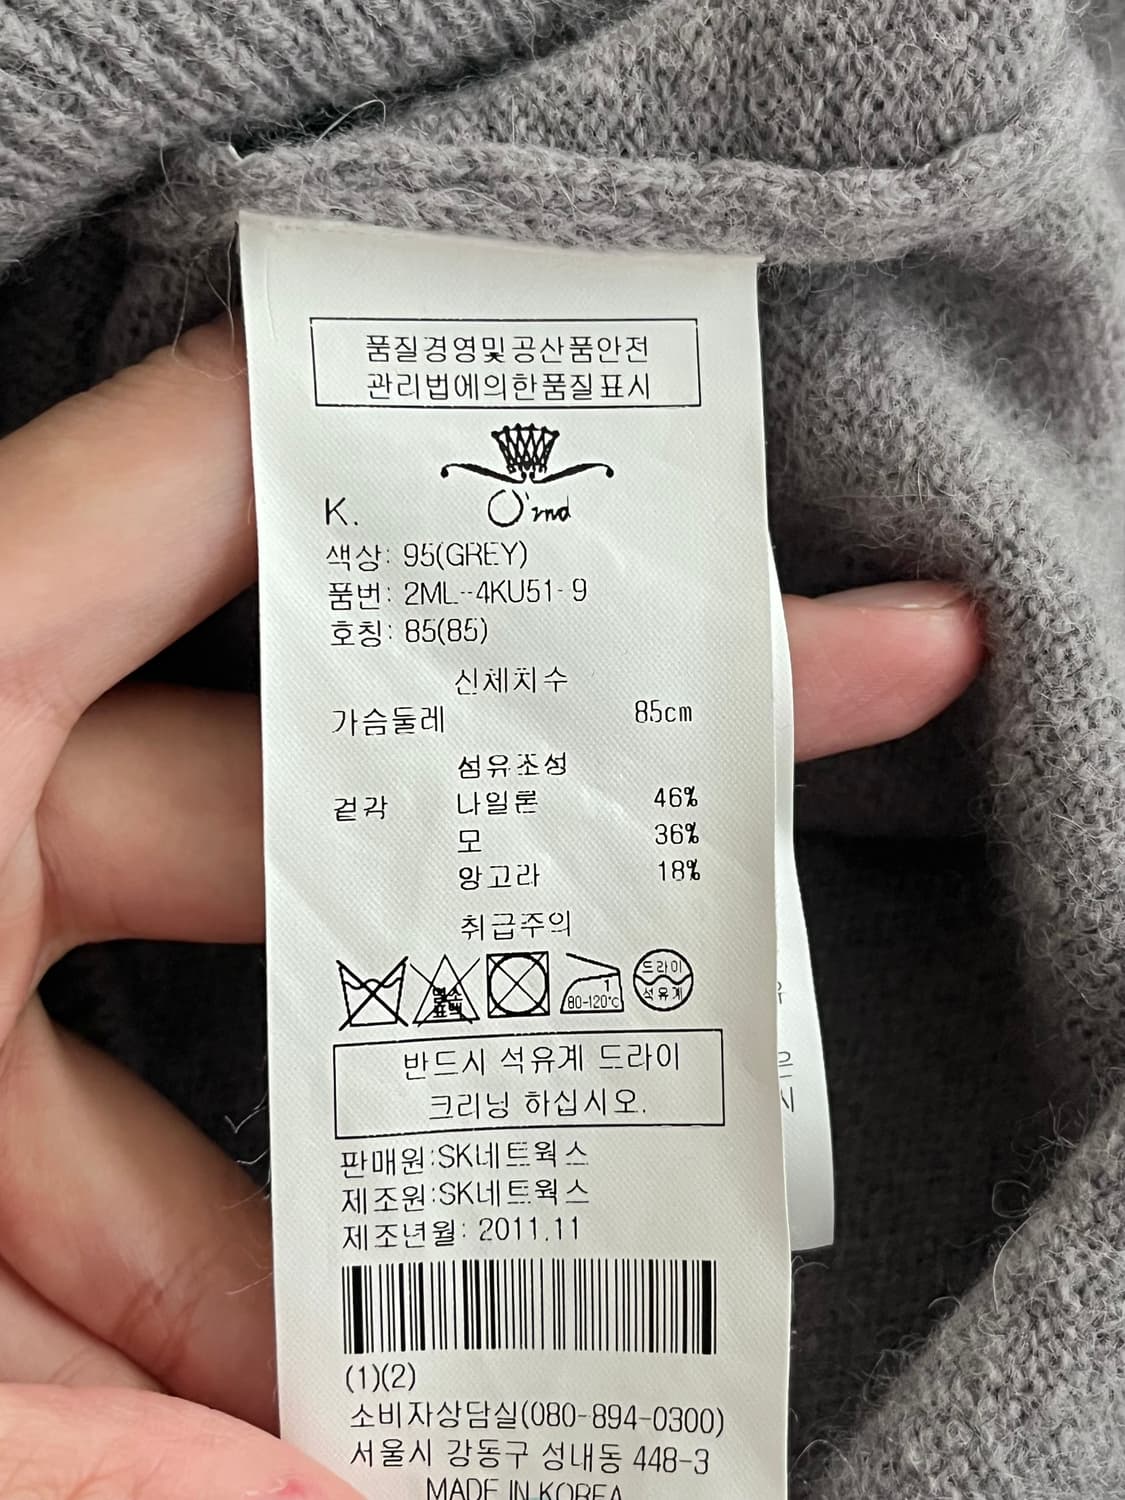 품질경영및공산품안전
관리법에의한품질표시
K. O'2nd
색상: 95(GREY)
품번: 2ML-4KU51-9
호칭: 85(85)
신체치수
가슴둘레 85cm
섬유조성
겉감 나일론 46%
모 36%
앙고라 18%
취급주의
염소
표백
1
80-120℃
드라이
석유계
반드시 석유계 드라이
크리닝 하십시오.
판매원:SK네트웍스
제조원:SK네트웍스
제조년월: 2011.11
(1)(2)
소비자상담실(080-894-0300)
서울시 강동구 성내동 448-3
MADE IN KOREA